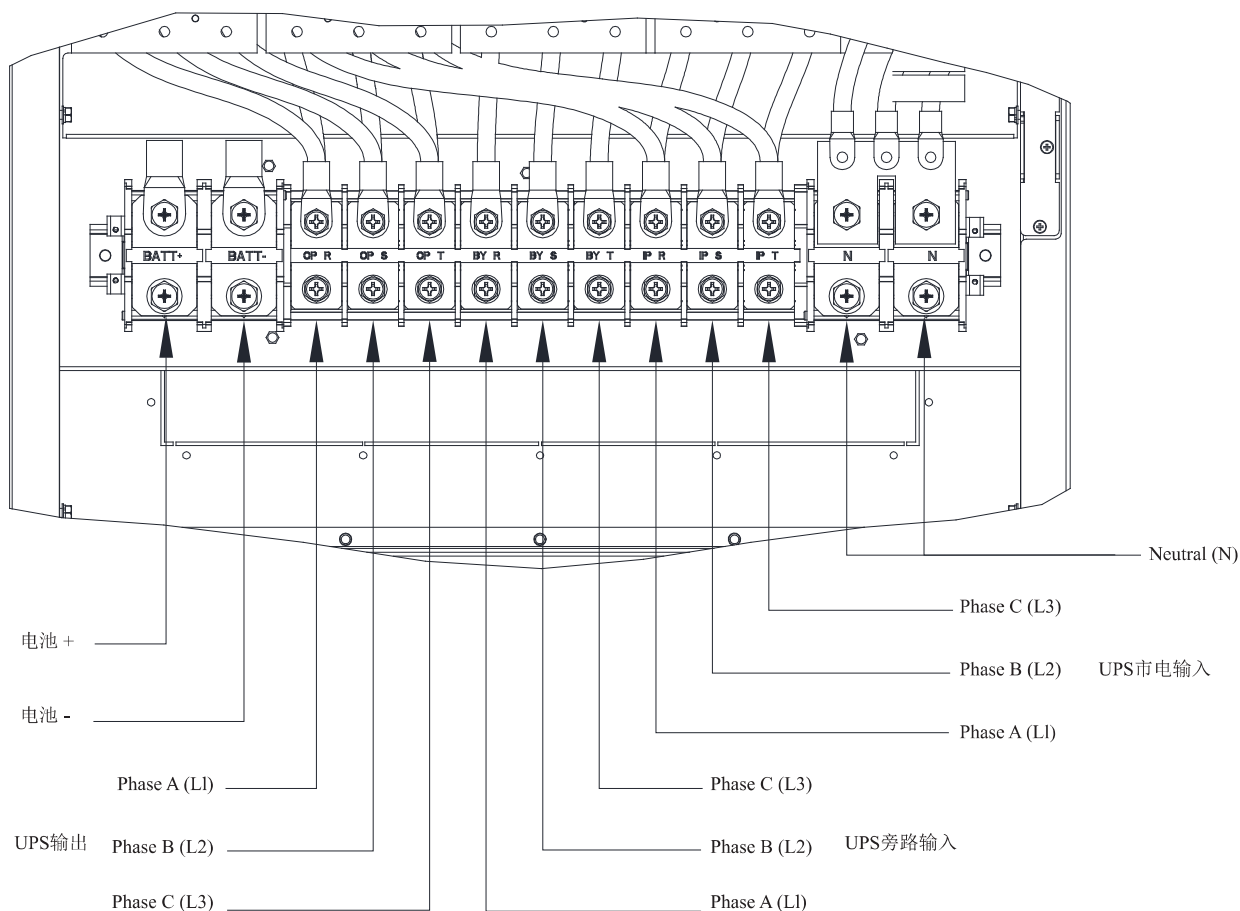 BATT+ BATT- OP R OP S OP T BY R BY S BY T IP R IP S IP T N N
Neutral (N)
Phase C (L3)
电池 +
Phase B (L2) UPS市电输入
电池 -
Phase A (Ll)
Phase A (Ll) Phase C (L3)
UPS输出 Phase B (L2) Phase B (L2) UPS旁路输入
Phase C (L3) Phase A (Ll)